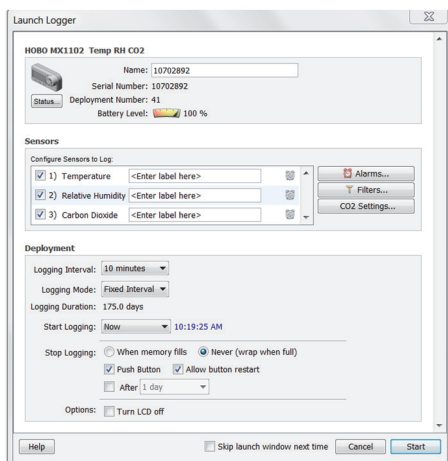 Launch Logger
HOBO MX1102 Temp RH CO2
Name: 10702892
Serial Number: 10702892
Status... Deployment Number: 41
Battery Level: 100 %
Sensors
Configure Sensors to Log:
1) Temperature <Enter label here>
2) Relative Humidity <Enter label here>
3) Carbon Dioxide <Enter label here>
Alarms...
Filters...
CO2 Settings...
Deployment
Logging Interval: 10 minutes
Logging Mode: Fixed Interval
Logging Duration: 175.0 days
Start Logging: Now 10:19:25 AM
Stop Logging: When memory fills Never (wrap when full)
Push Button Allow button restart
After 1 day
Options: Turn LCD off
Help Skip launch window next time Cancel Start